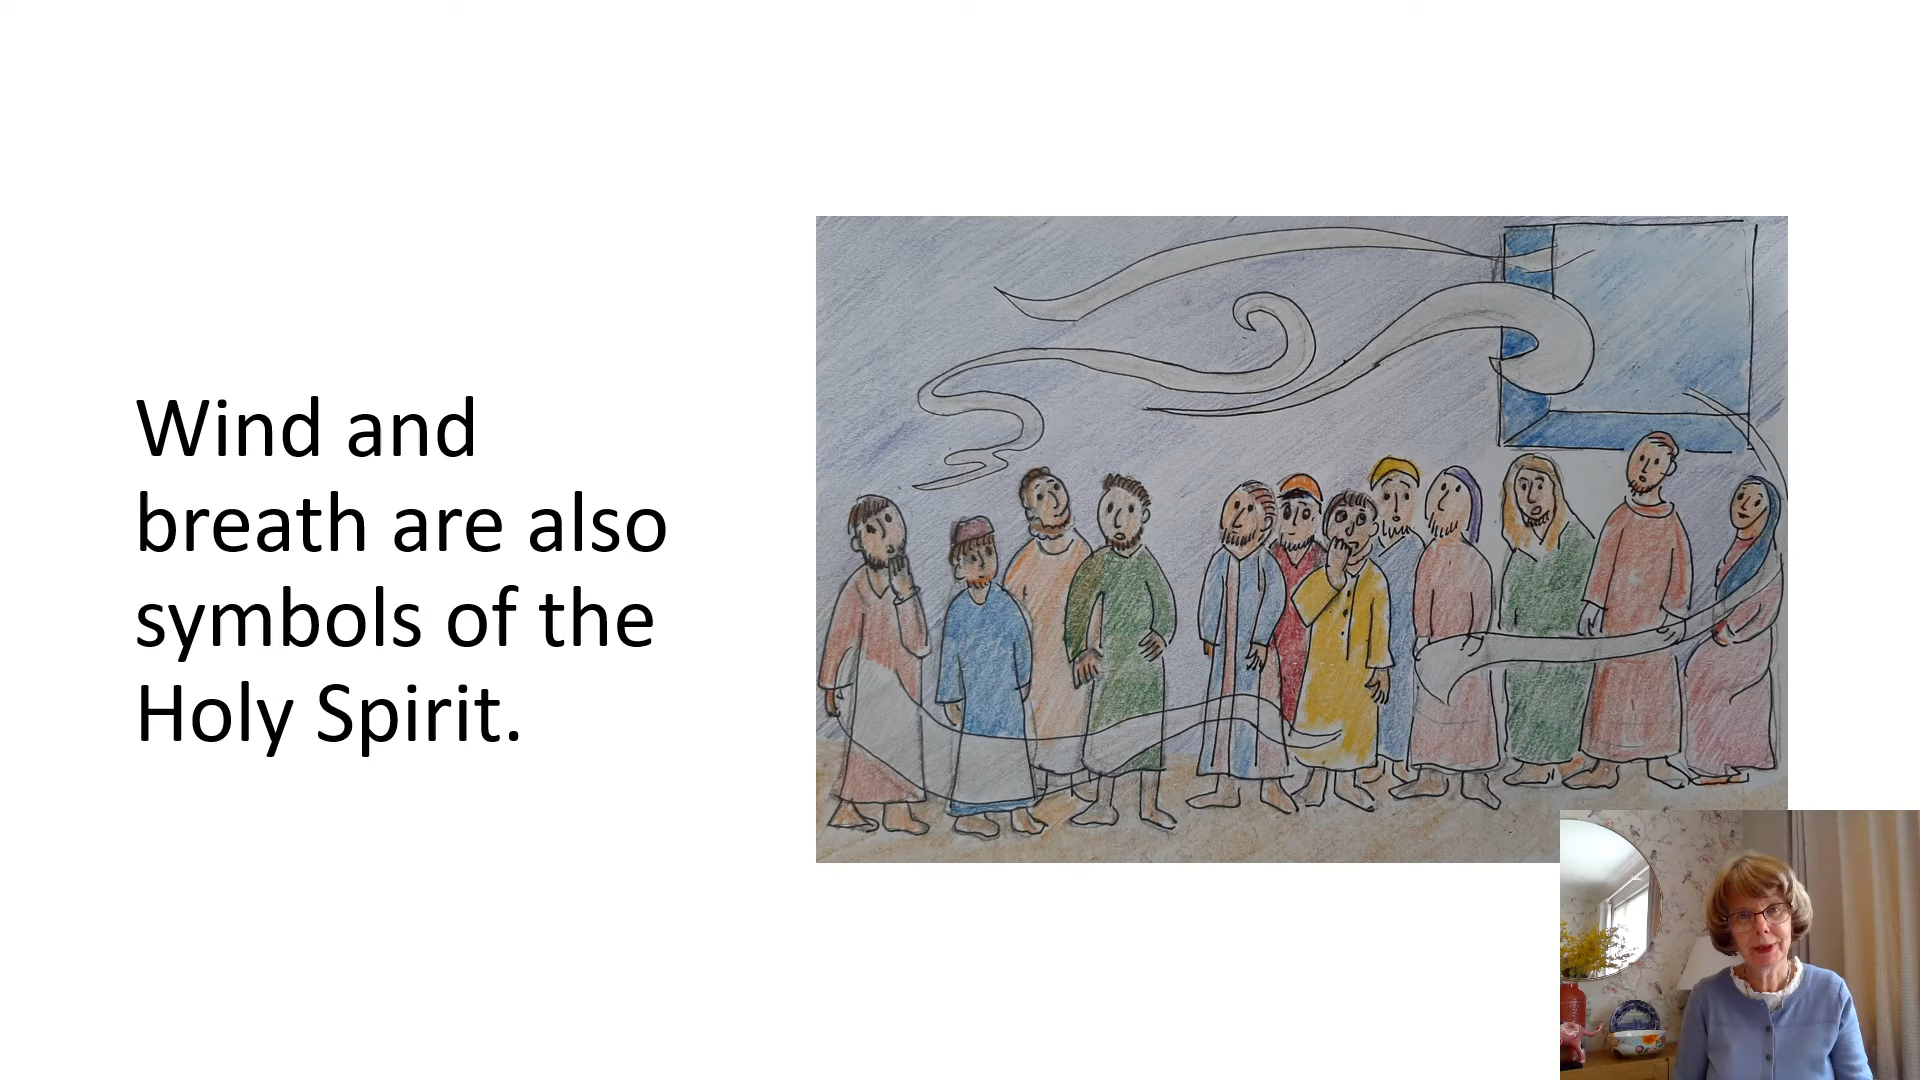 Wind and
breath are also
symbols of the
Holy Spirit.